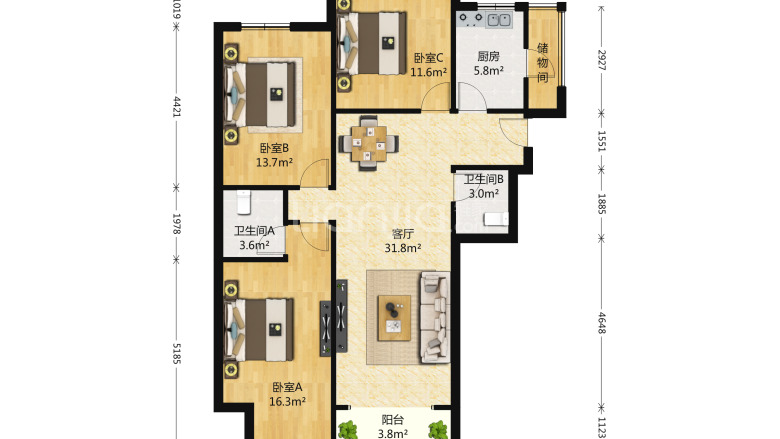 1019
4421
1978
5185
2927
1551
1885
4648
1123
卧室C
11.6m²
厨房
5.8m²
储
物
间
卧室B
13.7m²
卫生间A
3.6m²
卫生间B
3.0m²
客厅
31.8m²
卧室A
16.3m²
阳台
3.8m²